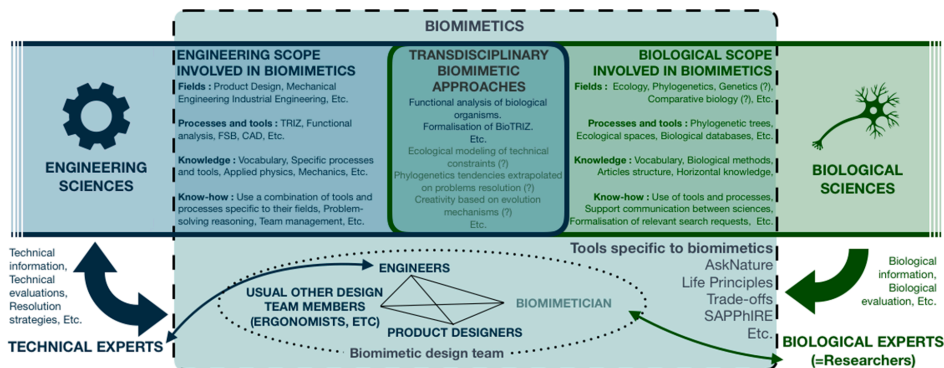 BIOMIMETICS
ENGINEERING SCIENCES
ENGINEERING SCOPE
INVOLVED IN BIOMIMETICS
Fields : Product Design, Mechanical
Engineering Industrial Engineering, Etc.
Processes and tools : TRIZ, Functional
analysis, FSB, CAD, Etc.
Knowledge : Vocabulary, Specific processes
and tools, Applied physics, Mechanics, Etc.
Know-how : Use a combination of tools and
processes specific to their fields, Problem-
solving reasoning, Team management, Etc.
TRANSDISCIPLINARY
BIOMIMETIC
APPROACHES
Functional analysis of biological
organisms.
Formalisation of BioTRIZ.
Etc.
Ecological modeling of technical
constraints (?)
Phylogenetics tendencies extrapolated
on problems resolution (?)
Creativity based on evolution
mechanisms (?)
Etc.
BIOLOGICAL SCOPE
INVOLVED IN BIOMIMETICS
Fields : Ecology, Phylogenetics, Genetics (?),
Comparative biology (?), Etc.
Processes and tools : Phylogenetic trees,
Ecological spaces, Biological databases, Etc.
Knowledge : Vocabulary, Biological methods,
Articles structure, Horizontal knowledge,
Know-how : Use of tools and processes,
Support communication between sciences,
Formalisation of relevant search requests, Etc.
BIOLOGICAL
SCIENCES
Technical
information,
Technical
evaluations,
Resolution
strategies, Etc.
TECHNICAL EXPERTS
ENGINEERS
USUAL OTHER DESIGN
TEAM MEMBERS
(ERGONOMISTS, ETC)
BIOMIMETICIAN
PRODUCT DESIGNERS
Biomimetic design team
Tools specific to biomimetics
AskNature
Life Principles
Trade-offs
SAPPhIRE
Etc.
Biological
information,
Biological
evaluation, Etc.
BIOLOGICAL EXPERTS
(=Researchers)